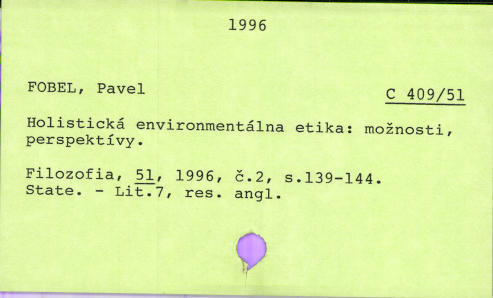 1996
FOBEL, Pavel
C 409/51
Holistická environmentálna etika: možnosti,
perspektívy.
Filozofia, 51, 1996, č.2, s.139-144.
State. - Lit.7, res. angl.